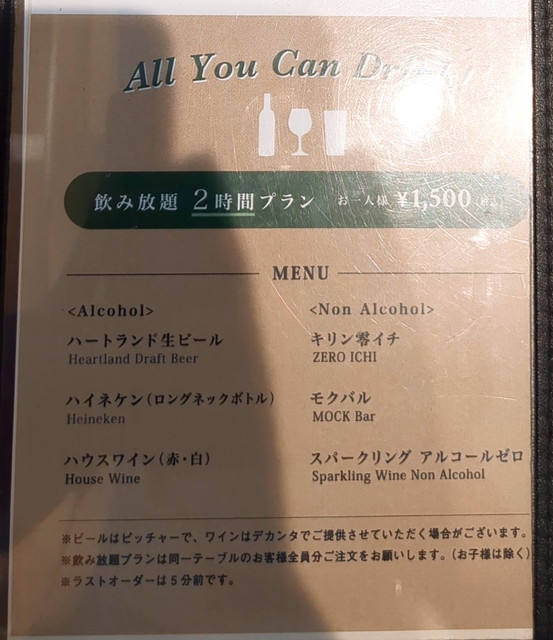 All You Can Drink!
飲み放題 2時間プラン お一人様 ¥1,500
MENU
<Alcohol>
ハートランド生ビール
Heartland Draft Beer
ハイネケン(ロングネックボトル)
Heineken
ハウスワイン(赤・白)
House Wine
<Non Alcohol>
キリン零イチ
ZERO ICHI
モクバル
MOCK Bar
スパークリング アルコールゼロ
Sparkling Wine Non Alcohol
※ビールはピッチャーで、ワインはデカンタでご提供させていただく場合がございます。
※飲み放題プランは同一テーブルのお客様全員分ご注文をお願いします。(お子様は除く)
※ラストオーダーは5分前です。